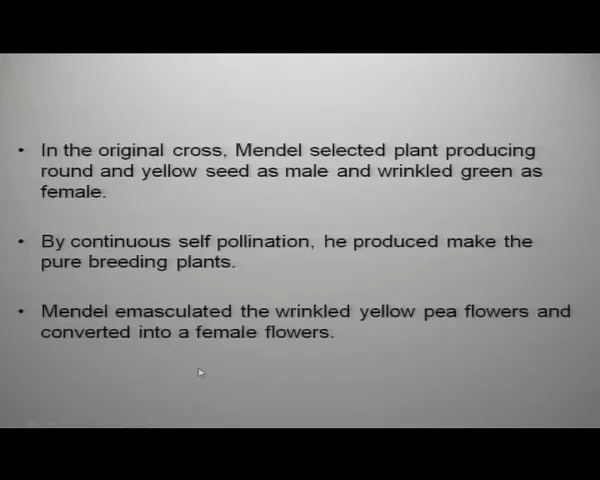 • In the original cross, Mendel selected plant producing
round and yellow seed as male and wrinkled green as
female.
• By continuous self pollination, he produced make the
pure breeding plants.
• Mendel emasculated the wrinkled yellow pea flowers and
converted into a female flowers.